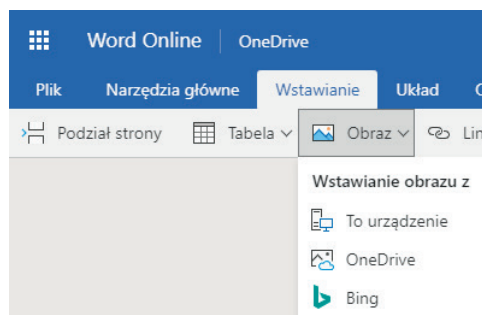 Word Online OneDrive
Plik Narzędzia główne Wstawianie Układ
Podział strony Tabela Obraz
Wstawianie obrazu z
To urządzenie
OneDrive
Bing